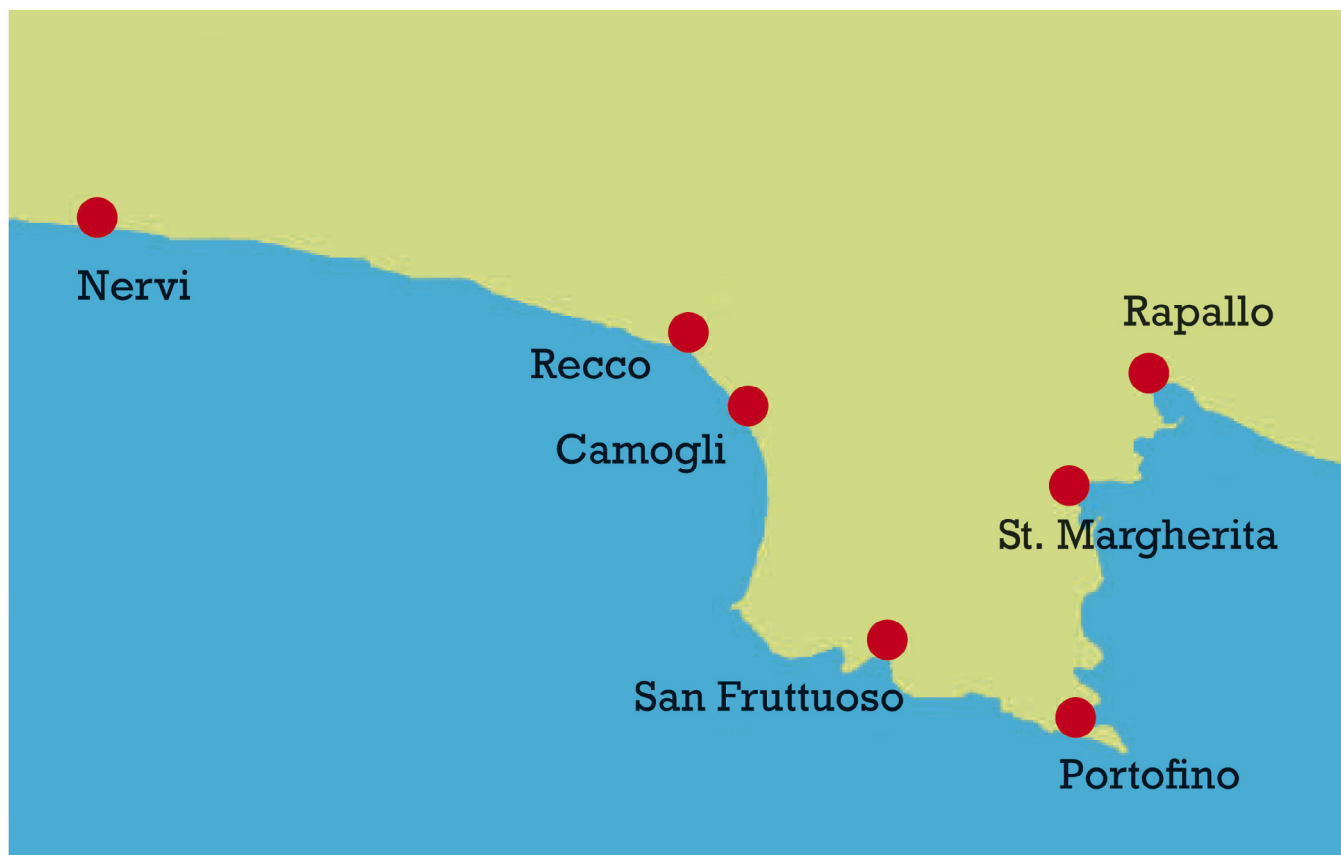 Nervi
Rapallo
Recco
Camogli
St. Margherita
San Fruttuoso
Portofino